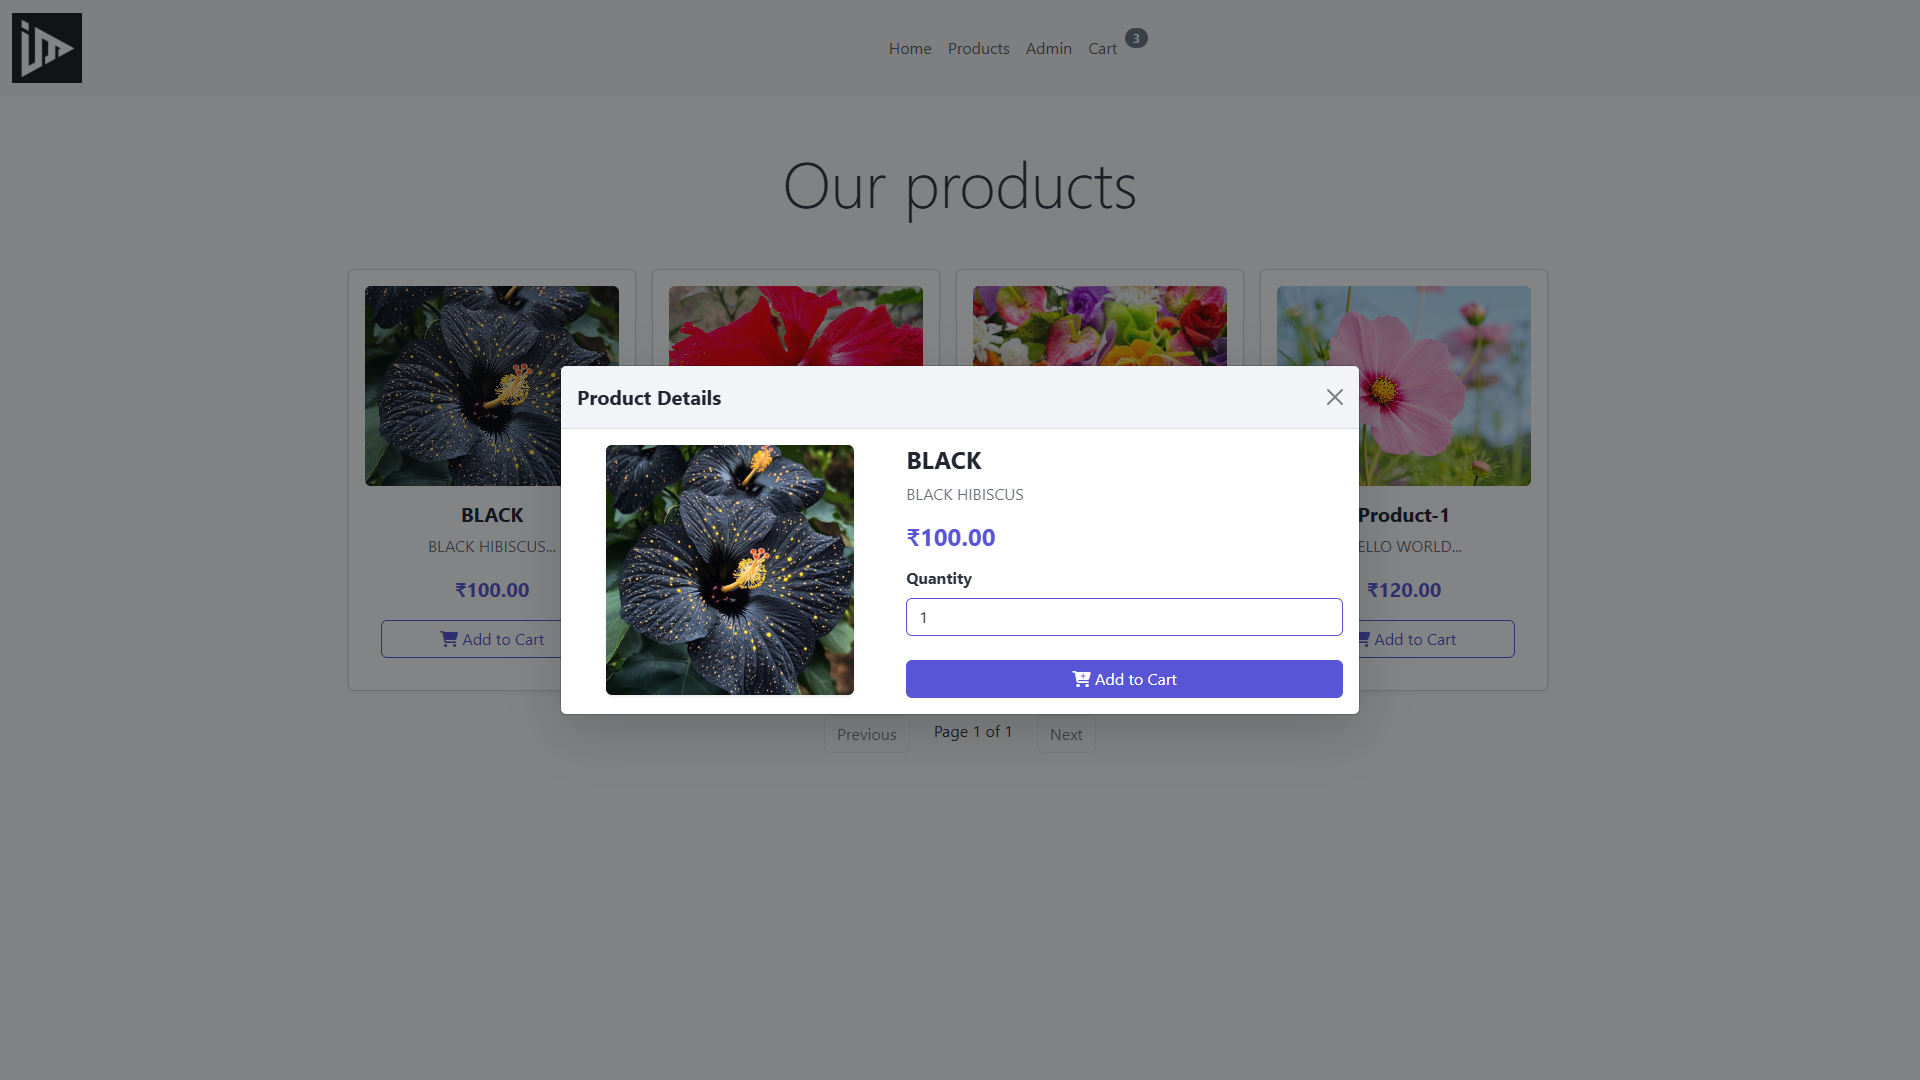 Home Products Admin Cart 3
Our products
Product Details
BLACK
BLACK HIBISCUS
₹100.00
Quantity
1
Add to Cart
BLACK
BLACK HIBISCUS...
₹100.00
Add to Cart
Product-1
ELLO WORLD...
₹120.00
Add to Cart
Previous Page 1 of 1 Next